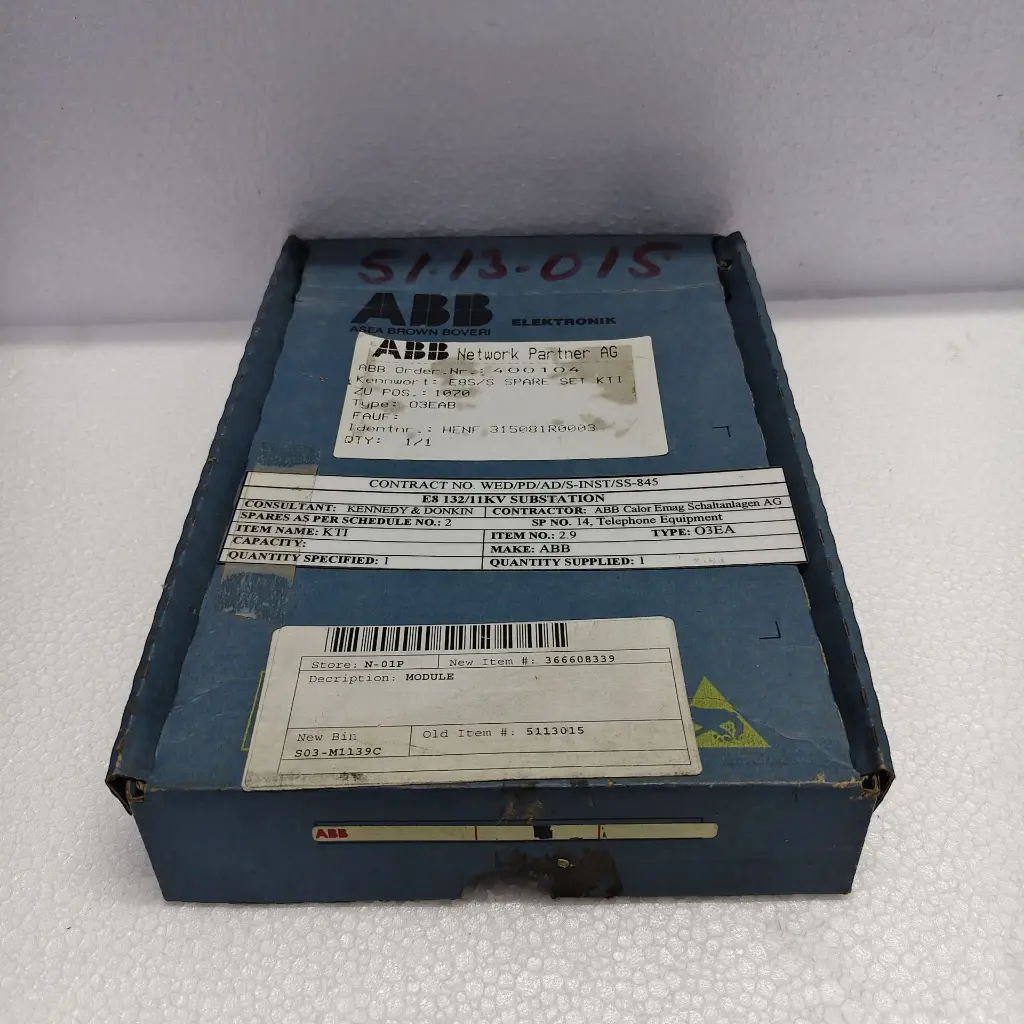 51.13-015
ABB
ASEA BROWN BOVERI ELEKTRONIK
ABB Network Partner AG
ABB Order.Nr.: 400104
Kennwort: E8S/S SPARE SET KTI
ZU POS.: 1070
Type: O3EAB
FAUF:
Identnr.: HENF 315081R0003
QTY: 1/1
CONTRACT NO. WED/PD/AD/S-INST/SS-845
E8 132/11KV SUBSTATION
CONSULTANT: KENNEDY & DONKIN CONTRACTOR: ABB Calor Emag Schaltanlagen AG
SPARES AS PER SCHEDULE NO.: 2 SP NO. 14, Telephone Equipment
ITEM NAME: KTI ITEM NO.: 2.9 TYPE: O3EA
CAPACITY: MAKE: ABB
QUANTITY SPECIFIED: 1 QUANTITY SUPPLIED: 1
Store: N-01P New Item #: 366608339
Decription: MODULE
New Bin Old Item #: 5113015
S03-M1139C
ABB